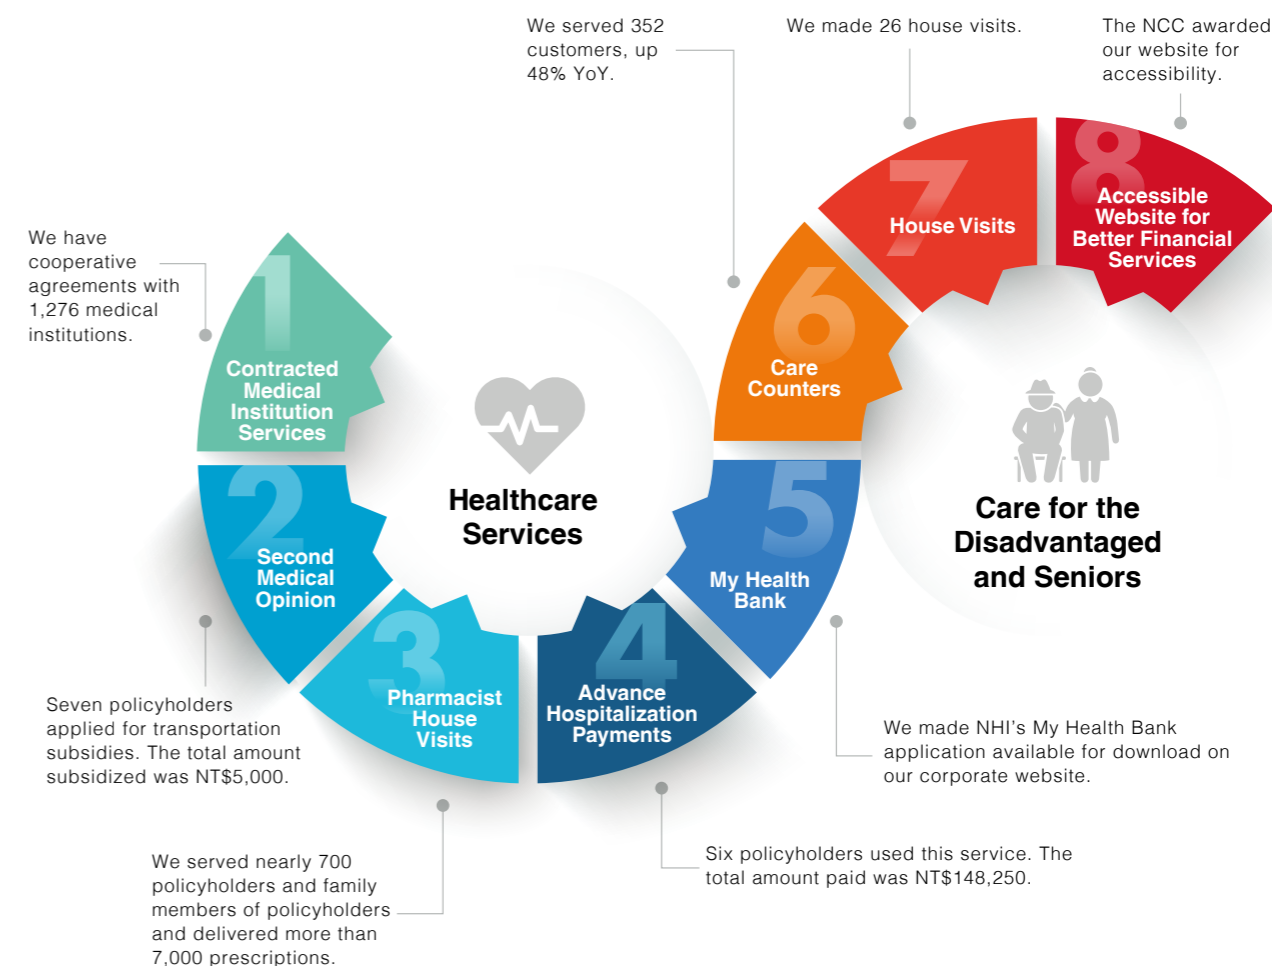 We have
cooperative
agreements with
1,276 medical
institutions.
1
Contracted
Medical
Institution
Services
2
Second
Medical
Opinion
Seven policyholders
applied for transportation
subsidies. The total amount
subsidized was NT$5,000.
3
Pharmacist
House
Visits
We served nearly 700
policyholders and family
members of policyholders
and delivered more than
7,000 prescriptions.
4
Advance
Hospitalization
Payments
Six policyholders used this service. The
total amount paid was NT$148,250.
5
My Health
Bank
We made NHI's My Health Bank
application available for download on
our corporate website.
Healthcare
Services
We served 352
customers, up
48% YoY.
6
Care
Counters
We made 26 house visits.
7
House Visits
The NCC awarded
our website for
accessibility.
8
Accessible
Website for
Better Financial
Services
Care for the
Disadvantaged
and Seniors